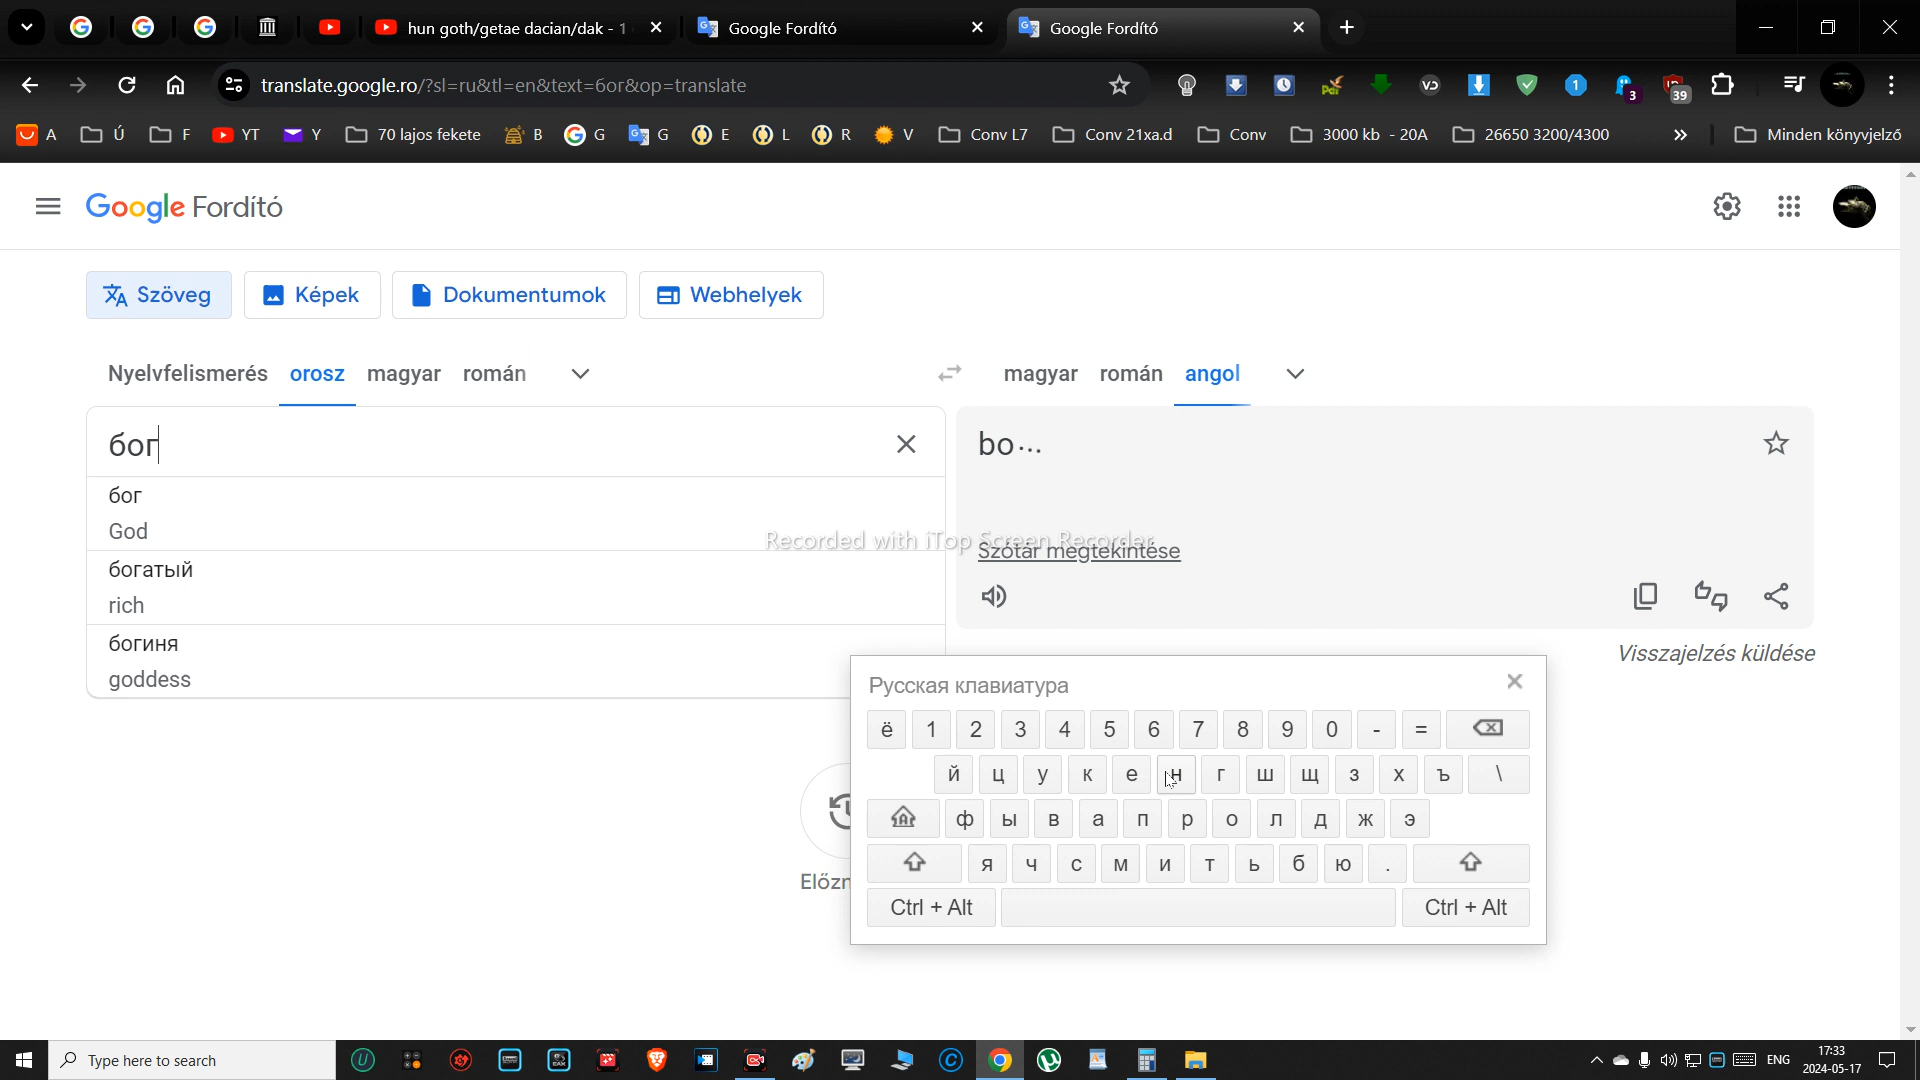 hun goth/getae dacian/dak - 1
Google Fordító
Google Fordító
translate.google.ro/?sl=ru&tl=en&text=бог&op=translate
1
3
39
A
Ú
F
YT
Y
70 lajos fekete
B
G
G
E
L
R
V
Conv L7
Conv 21xa.d
Conv
3000 kb - 20A
26650 3200/4300
»
Minden könyvjelző
Google Fordító
Szöveg
Képek
Dokumentumok
Webhelyek
Nyelvfelismerés
orosz
magyar
román
magyar
román
angol
бог
bo...
бог
God
богатый
rich
богиня
goddess
Recorded with iTop Screen Recorder
Szótár megtekintése
Visszajelzés küldése
Előzm
Русская клавиатура
ё 1 2 3 4 5 6 7 8 9 0 - =
й ц у к е н г ш щ з х ъ \
ф ы в а п р о л д ж э
я ч с м и т ь б ю .
Ctrl + Alt
Ctrl + Alt
Type here to search
ENG
17:33
2024-05-17